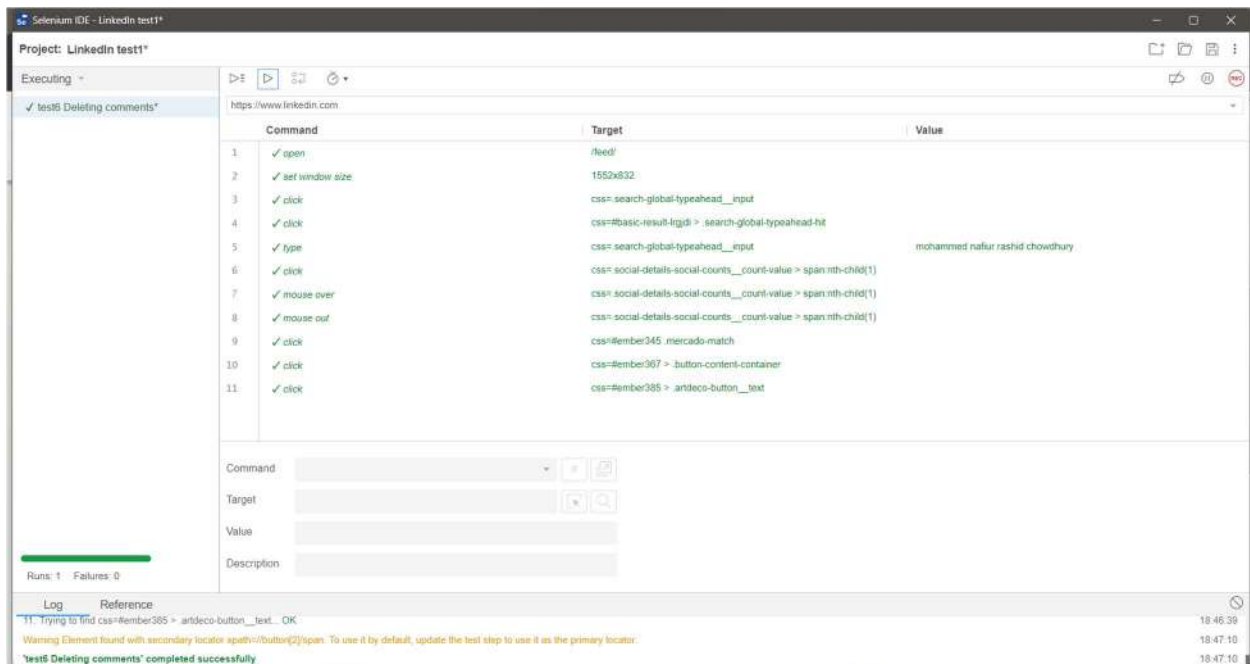 Selenium IDE - LinkedIn test1*
Project: LinkedIn test1*
Executing
✓ test6 Deleting comments*
https://www.linkedin.com
Command Target Value
1 ✓ open /feed/
2 ✓ set window size 1552x832
3 ✓ click css=.search-global-typeahead__input
4 ✓ click css=#basic-result-lrgjdi > .search-global-typeahead-hit
5 ✓ type css=.search-global-typeahead__input mohammed nafiur rashid chowdhury
6 ✓ click css=.social-details-social-counts__count-value > span:nth-child(1)
7 ✓ mouse over css=.social-details-social-counts__count-value > span:nth-child(1)
8 ✓ mouse out css=.social-details-social-counts__count-value > span:nth-child(1)
9 ✓ click css=#ember345 .mercado-match
10 ✓ click css=#ember367 > .button-content-container
11 ✓ click css=#ember385 > .artdeco-button__text
Command
Target
Value
Description
Runs: 1 Failures: 0
Log Reference
11. Trying to find css=#ember385 > .artdeco-button__text... OK 18:46:39
Warning Element found with secondary locator xpath=//button[2]/span. To use it by default, update the test step to use it as the primary locator. 18:47:10
'test6 Deleting comments' completed successfully 18:47:10